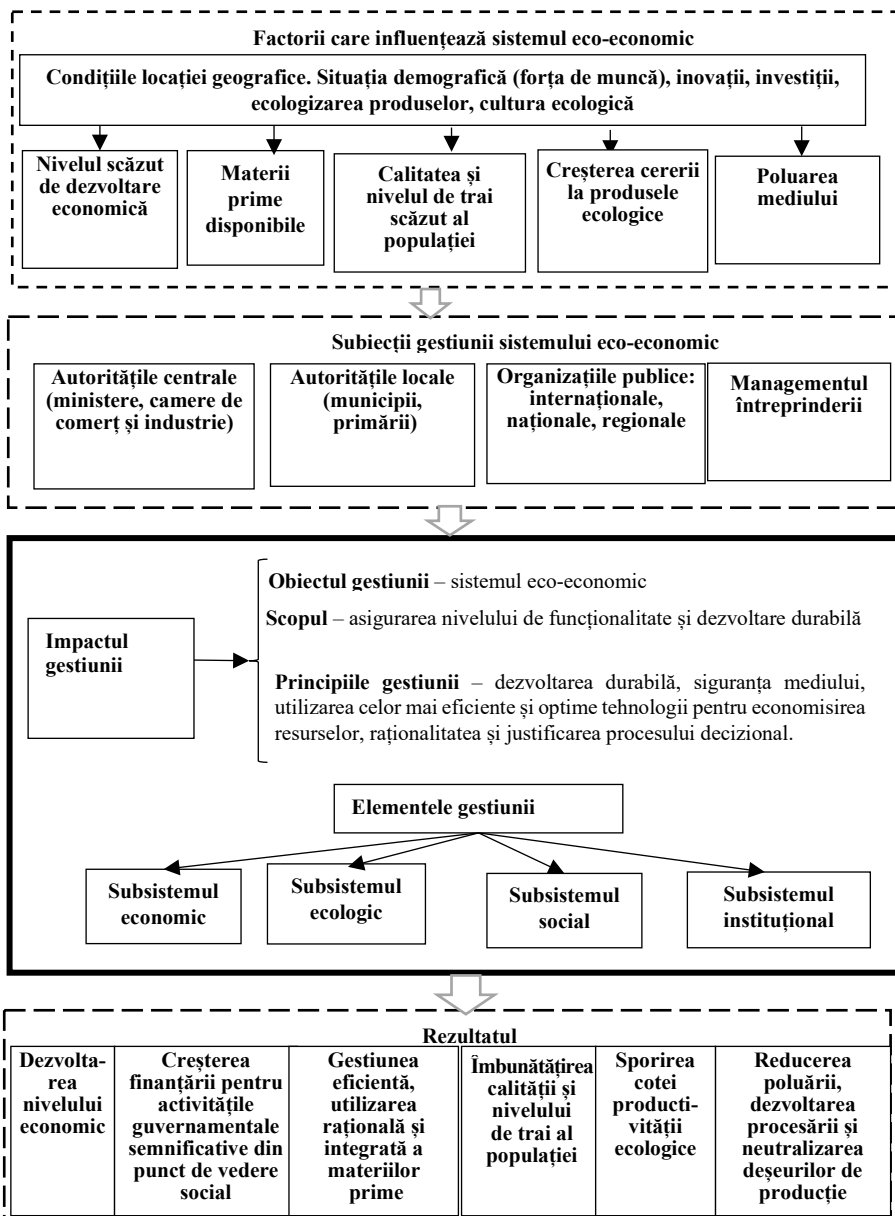 Factorii care influențează sistemul eco-economic
Condițiile locației geografice. Situația demografică (forța de muncă), inovații, investiții,
ecologizarea produselor, cultura ecologică
Nivelul scăzut
de dezvoltare
economică
Materii
prime
disponibile
Calitatea și
nivelul de trai
scăzut al
populației
Creșterea cererii
la produsele
ecologice
Poluarea
mediului
Subiecții gestiunii sistemului eco-economic
Autoritățile centrale
(ministere, camere de
comerț și industrie)
Autoritățile locale
(municipii,
primării)
Organizațiile publice:
internaționale,
naționale, regionale
Managementul
întreprinderii
Impactul
gestiunii
Obiectul gestiunii – sistemul eco-economic
Scopul – asigurarea nivelului de funcționalitate și dezvoltare durabilă
Principiile gestiunii – dezvoltarea durabilă, siguranța mediului,
utilizarea celor mai eficiente și optime tehnologii pentru economisirea
resurselor, raționalitatea și justificarea procesului decizional.
Elementele gestiunii
Subsistemul
economic
Subsistemul
ecologic
Subsistemul
social
Subsistemul
instituțional
Rezultatul
Dezvolta-
rea
nivelului
economic
Creșterea
finanțării pentru
activitățile
guvernamentale
semnificative din
punct de vedere
social
Gestiunea
eficientă,
utilizarea
rațională și
integrată a
materiilor
prime
Îmbunătățirea
calității și
nivelului
de trai al
populației
Sporirea
cotei
producti-
vității
ecologice
Reducerea
poluării,
dezvoltarea
procesării și
neutralizarea
deșeurilor de
producție